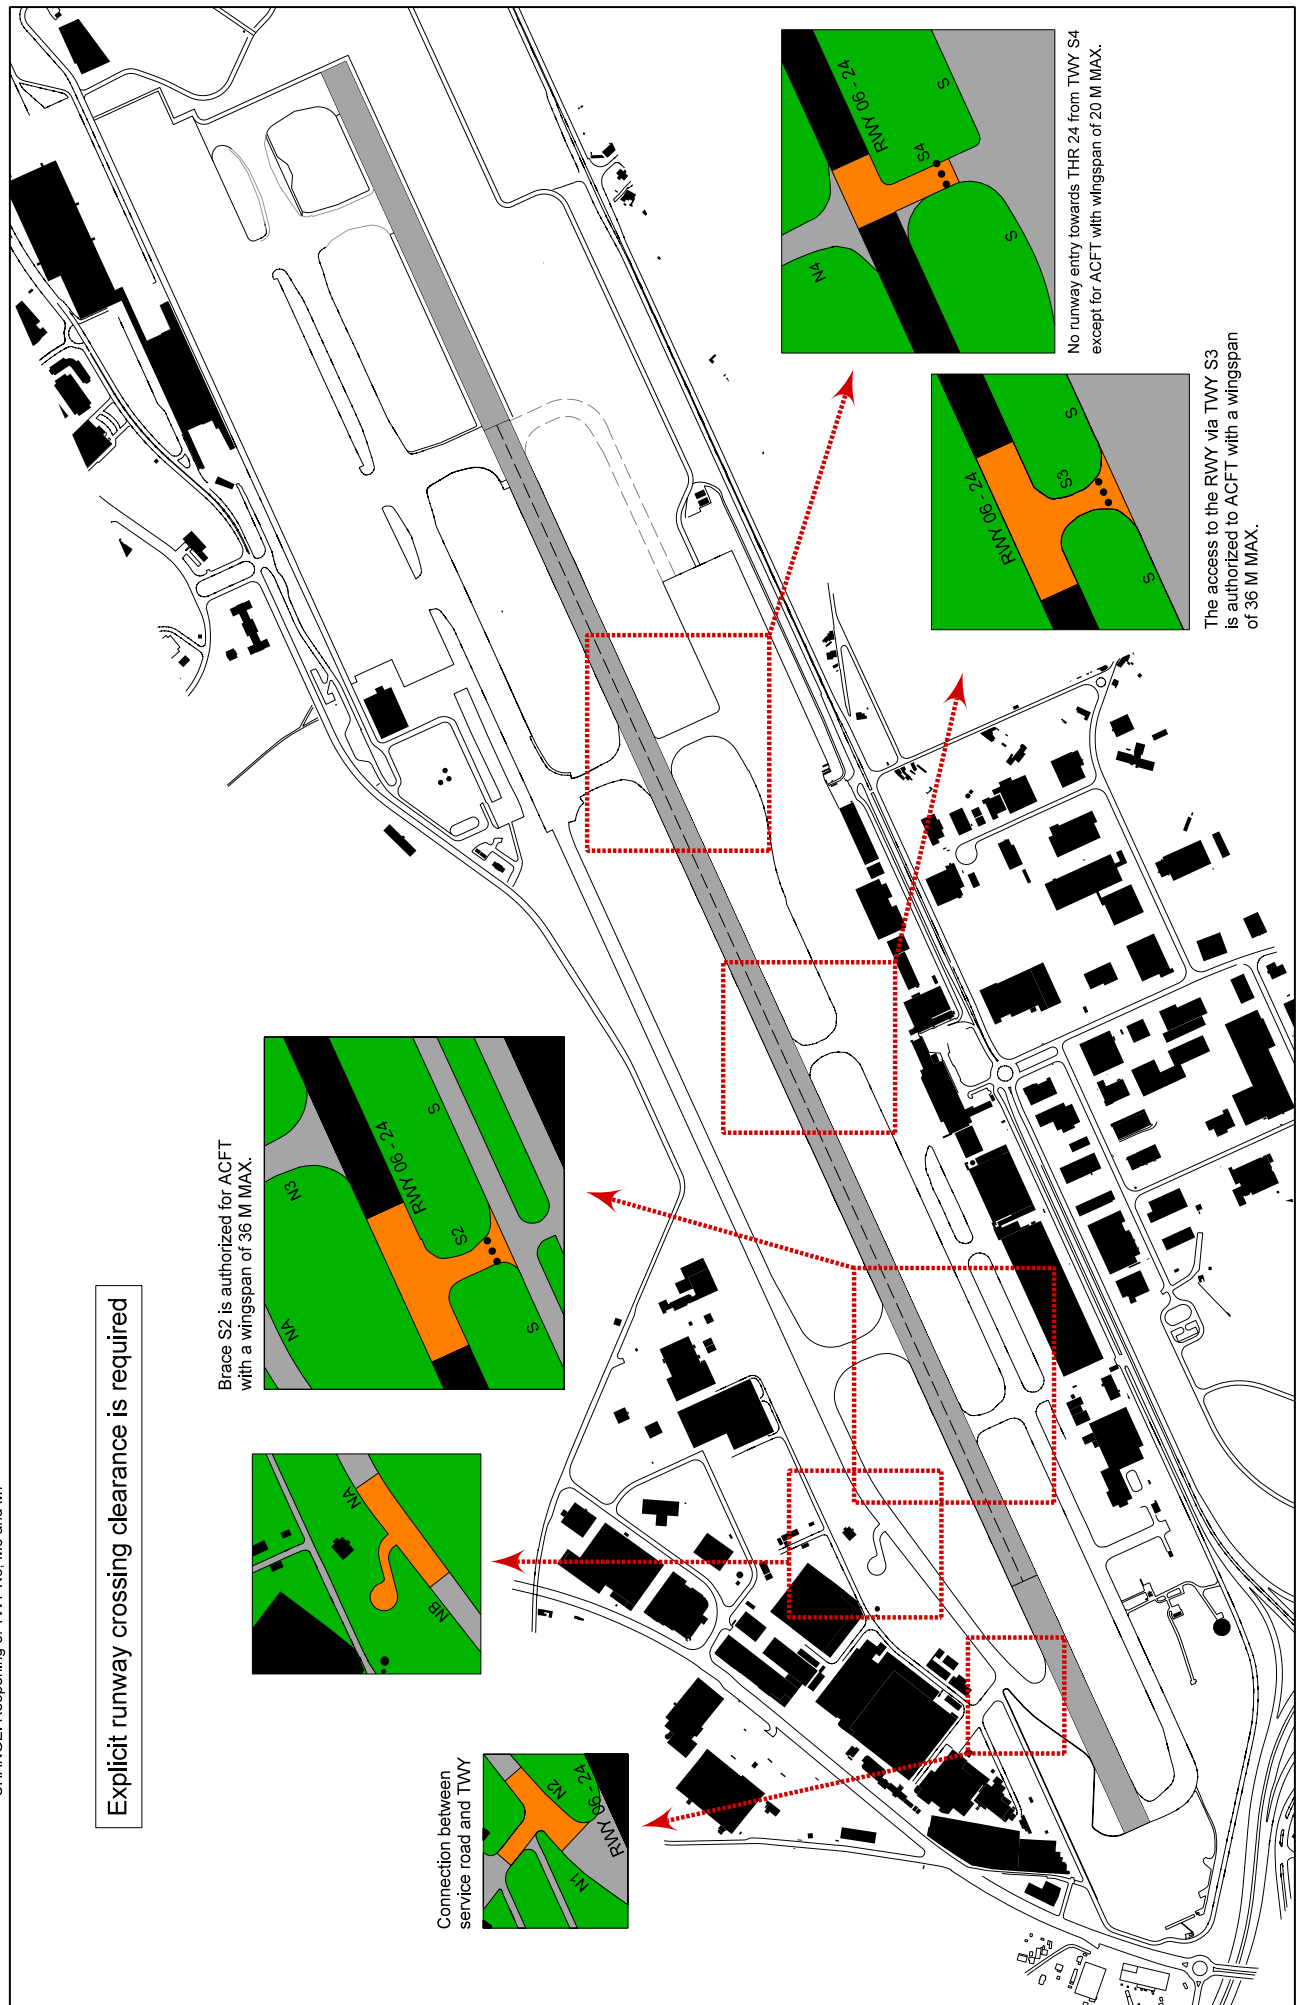 Explicit runway crossing clearance is required
Connection between
service road and TWY
N2
N1
RWY 06 - 24
NA
NB
Brace S2 is authorized for ACFT
with a wingspan of 36 M MAX.
NA
N3
RWY 06 - 24
S2
S
S
The access to the RWY via TWY S3
is authorized to ACFT with a wingspan
of 36 M MAX.
RWY 06 - 24
S3
S
S
No runway entry towards THR 24 from TWY S4
except for ACFT with wingspan of 20 M MAX.
N4
RWY 06 - 24
S4
S
S